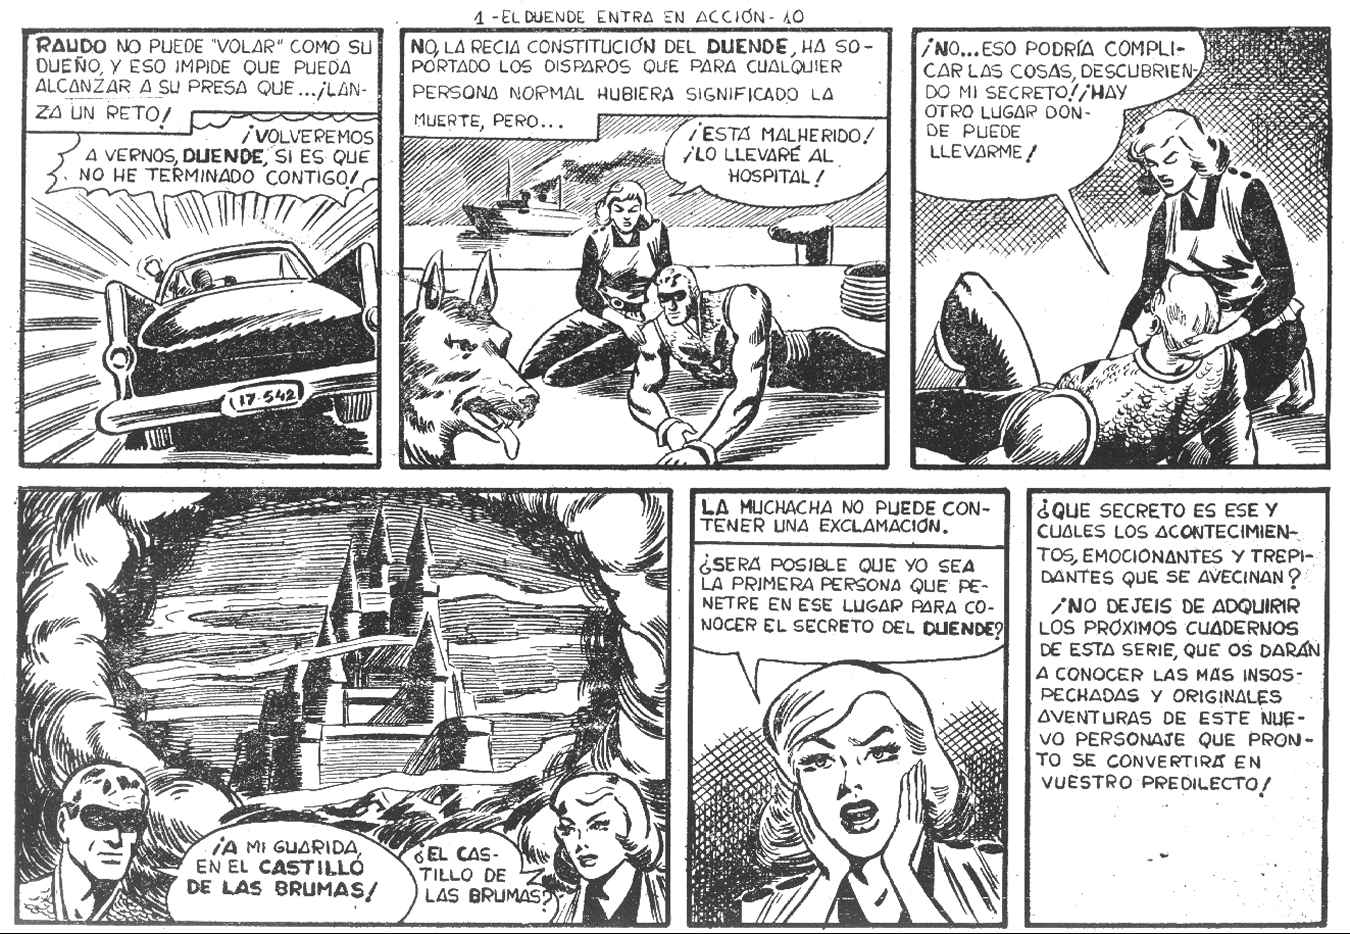 1 - EL DUENDE ENTRA EN ACCIÓN - 10
RAUDO NO PUEDE "VOLAR" COMO SU
DUEÑO, Y ESO IMPIDE QUE PUEDA
ALCANZAR A SU PRESA QUE... ¡LAN-
ZA UN RETO!
¡VOLVEREMOS
A VERNOS, DUENDE, SI ES QUE
NO HE TERMINADO CONTIGO!
17-542
NO, LA RECIA CONSTITUCIÓN DEL DUENDE, HA SO-
PORTADO LOS DISPAROS QUE PARA CUALQUIER
PERSONA NORMAL HUBIERA SIGNIFICADO LA
MUERTE, PERO...
¡ESTÁ MALHERIDO!
¡LO LLEVARÉ AL
HOSPITAL!
¡NO... ESO PODRÍA COMPLI-
CAR LAS COSAS, DESCUBRIEN-
DO MI SECRETO! ¡HAY
OTRO LUGAR DON-
DE PUEDE
LLEVARME!
¡A MI GUARIDA,
EN EL CASTILLO
DE LAS BRUMAS!
¿EL CAS-
TILLO DE
LAS BRUMAS?
LA MUCHACHA NO PUEDE CON-
TENER UNA EXCLAMACIÓN.
¿SERÁ POSIBLE QUE YO SEA
LA PRIMERA PERSONA QUE PE-
NETRE EN ESE LUGAR PARA CO-
NOCER EL SECRETO DEL DUENDE?
¿QUE SECRETO ES ESE Y
CUALES LOS ACONTECIMIEN-
TOS, EMOCIONANTES Y TREPI-
DANTES QUE SE AVECINAN?
¡NO DEJEIS DE ADQUIRIR
LOS PRÓXIMOS CUADERNOS
DE ESTA SERIE, QUE OS DARÁN
A CONOCER LAS MAS INSOS-
PECHADAS Y ORIGINALES
AVENTURAS DE ESTE NUE-
VO PERSONAJE QUE PRON-
TO SE CONVERTIRA EN
VUESTRO PREDILECTO!